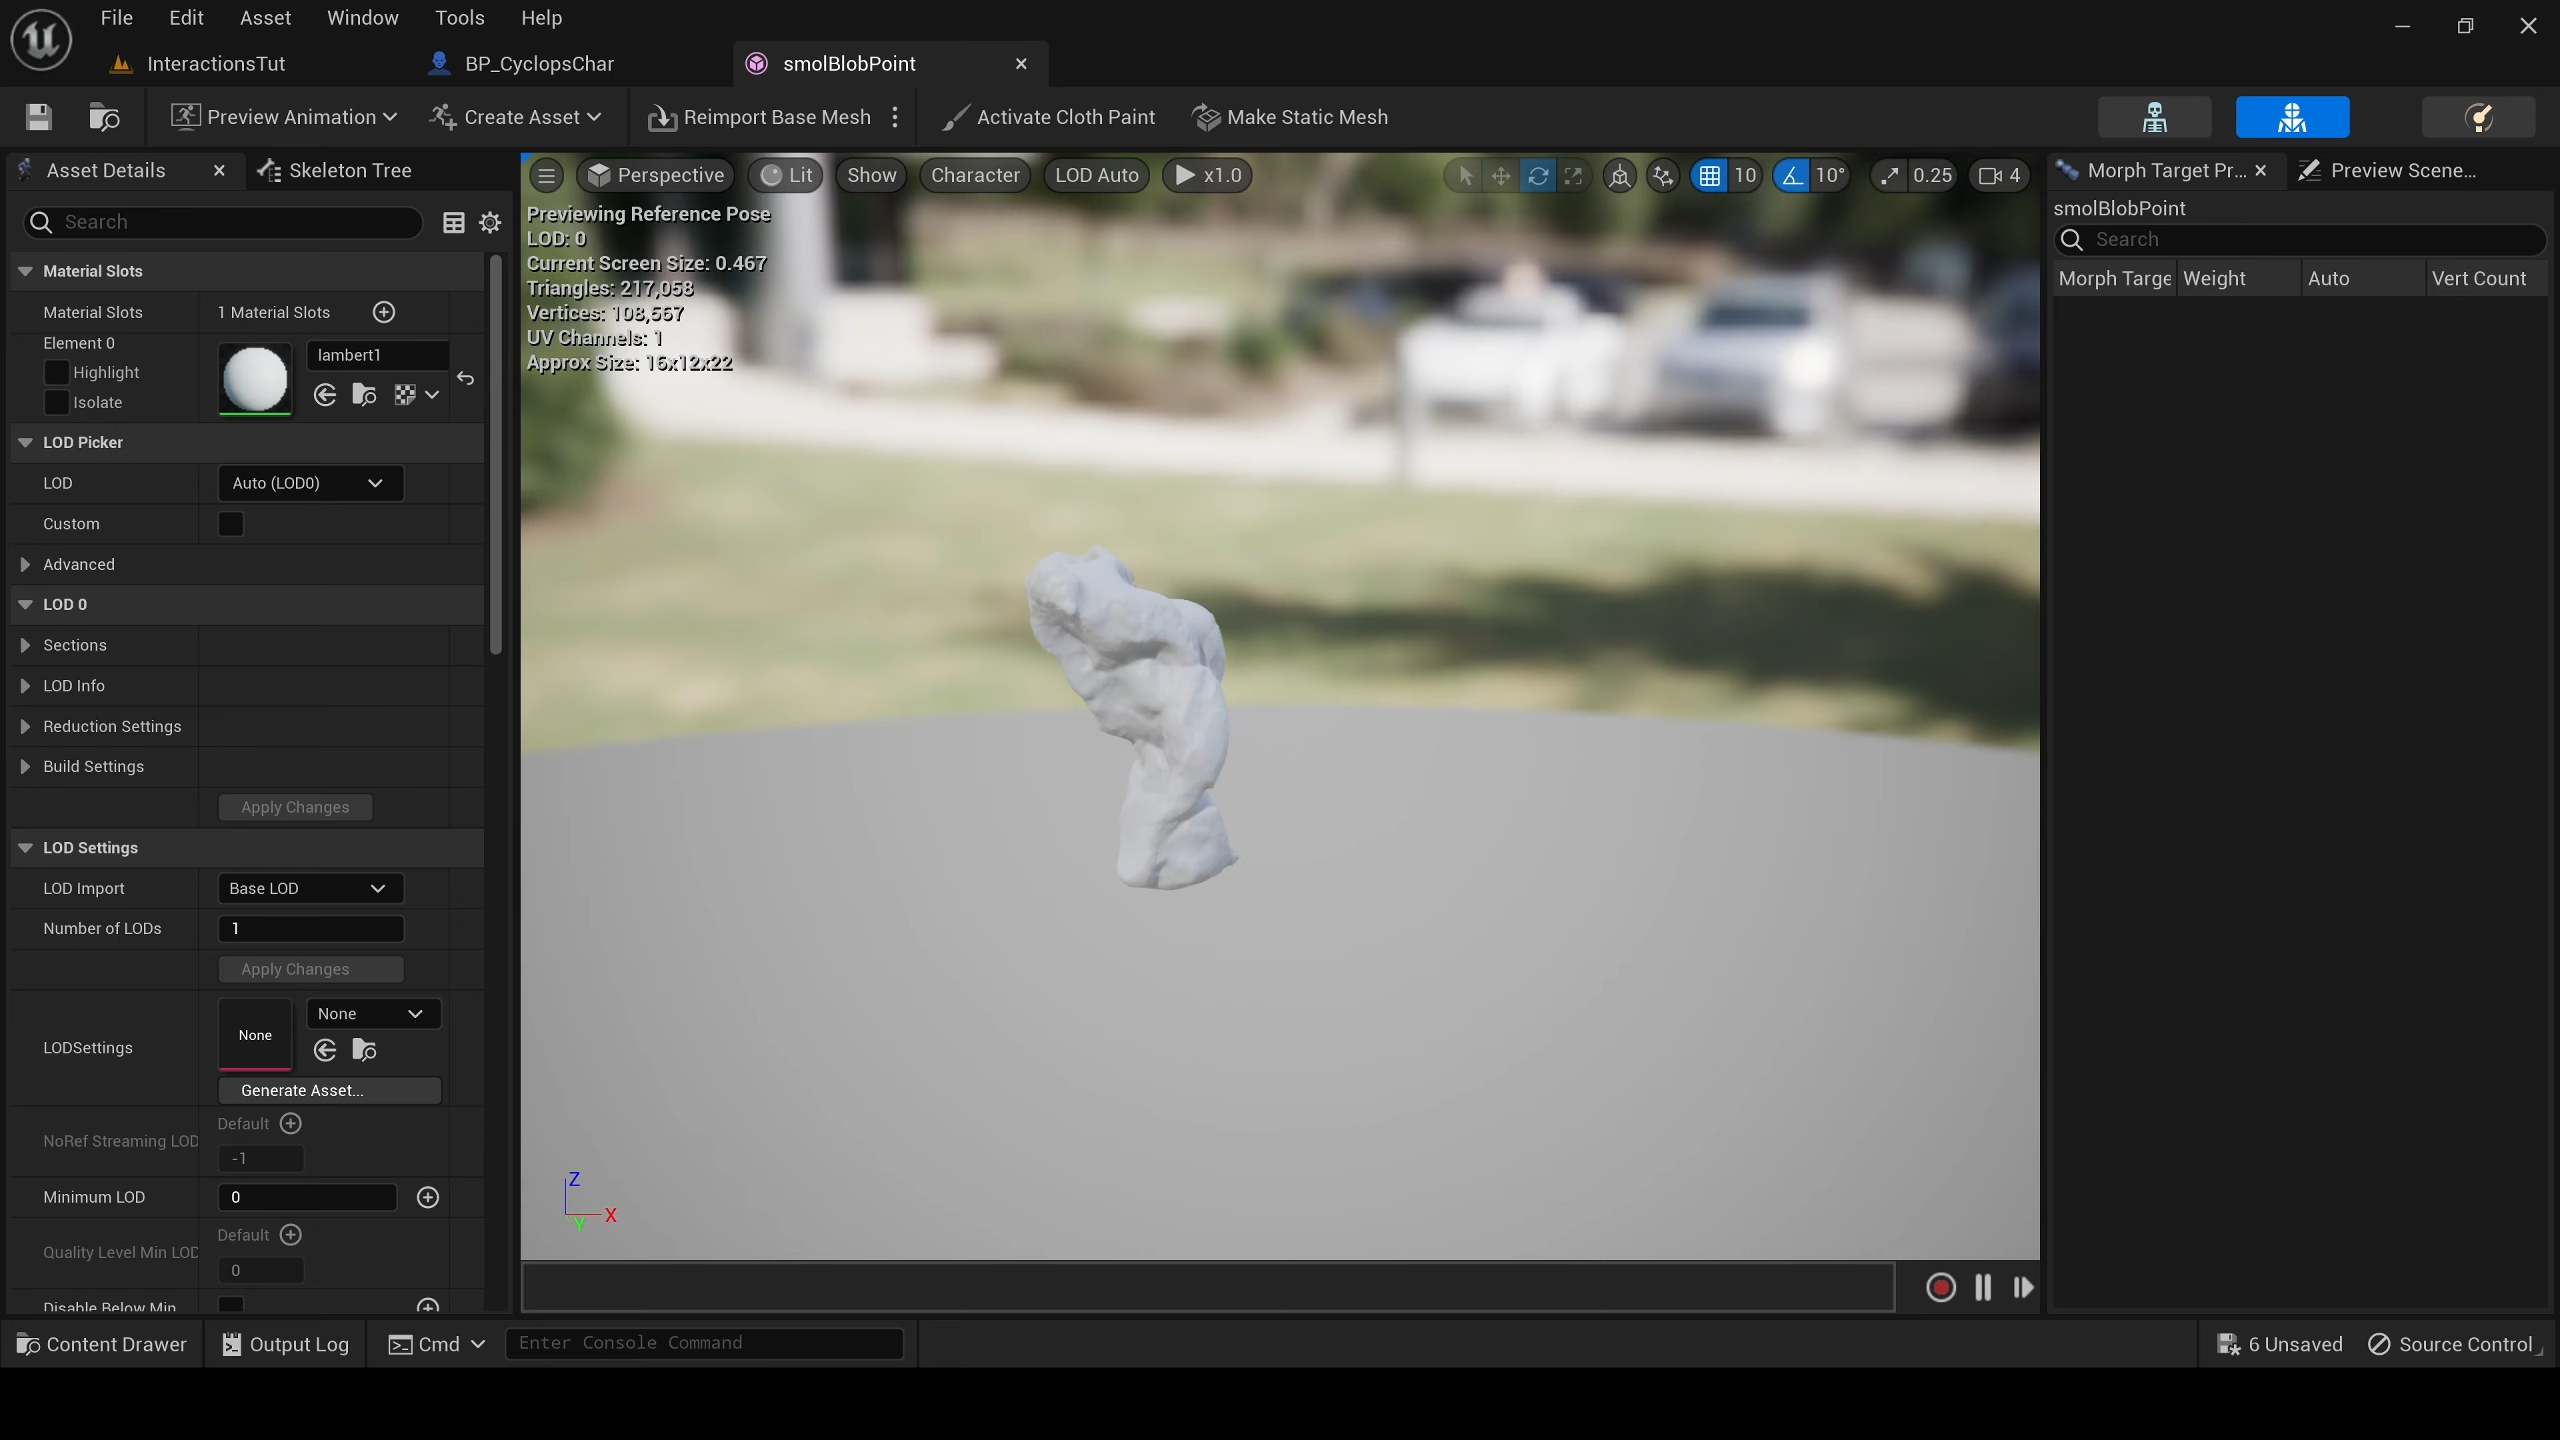 File Edit Asset Window Tools Help
InteractionsTut BP_CyclopsChar smolBlobPoint
Preview Animation Create Asset Reimport Base Mesh Activate Cloth Paint Make Static Mesh
Asset Details Skeleton Tree
Search
Material Slots
Material Slots 1 Material Slots
Element 0
Highlight
Isolate
lambert1
LOD Picker
LOD Auto (LOD0)
Custom
Advanced
LOD 0
Sections
LOD Info
Reduction Settings
Build Settings
Apply Changes
LOD Settings
LOD Import Base LOD
Number of LODs 1
Apply Changes
LODSettings None None
Generate Asset...
NoRef Streaming LOD Default
-1
Minimum LOD 0
Quality Level Min LOD Default
0
Disable Below Min
Perspective Lit Show Character LOD Auto x1.0 10 10° 0.25 4
Previewing Reference Pose
LOD: 0
Current Screen Size: 0.467
Triangles: 217,058
Vertices: 108,567
UV Channels: 1
Approx Size: 16x12x22
Z
Y X
Morph Target Pr... Preview Scene...
smolBlobPoint
Search
Morph Targe Weight Auto Vert Count
Content Drawer Output Log Cmd Enter Console Command 6 Unsaved Source Control